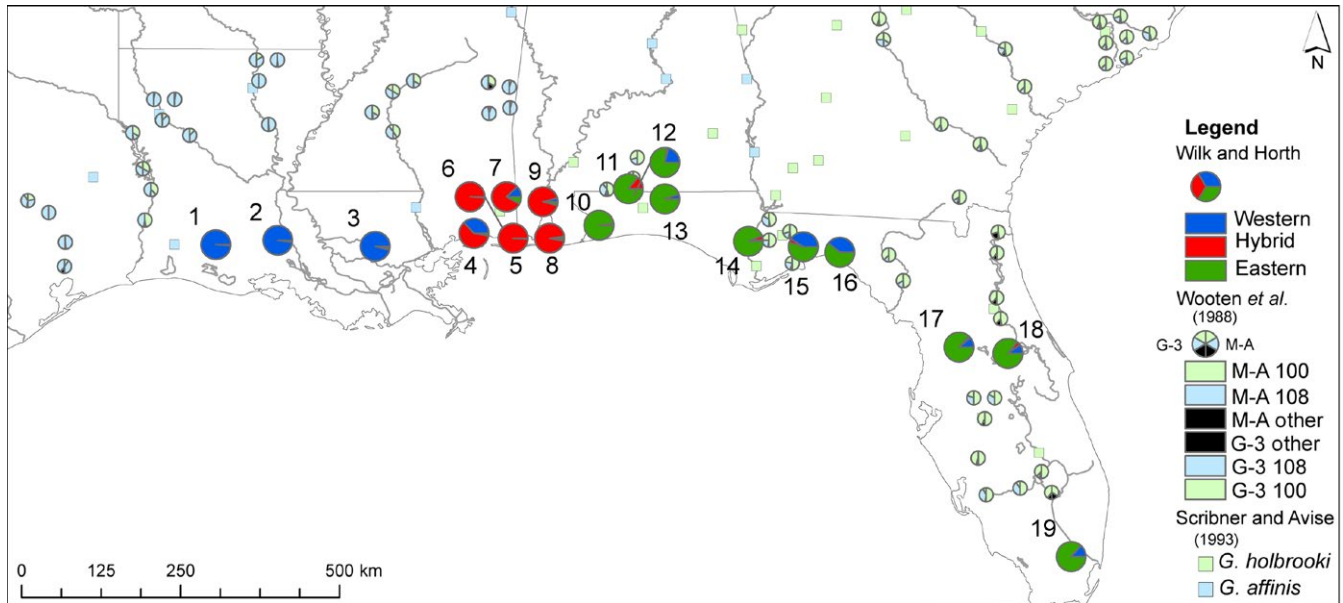 N
12
6
7
9
11
10
1
2
3
13
4
5
8
14
15
16
17
18
19
Legend
Wilk and Horth
Western
Hybrid
Eastern
Wooten et al.
(1988)
G-3 M-A
M-A 100
M-A 108
M-A other
G-3 other
G-3 108
G-3 100
Scribner and Avise
(1993)
G. holbrooki
G. affinis
0 125 250 500 km